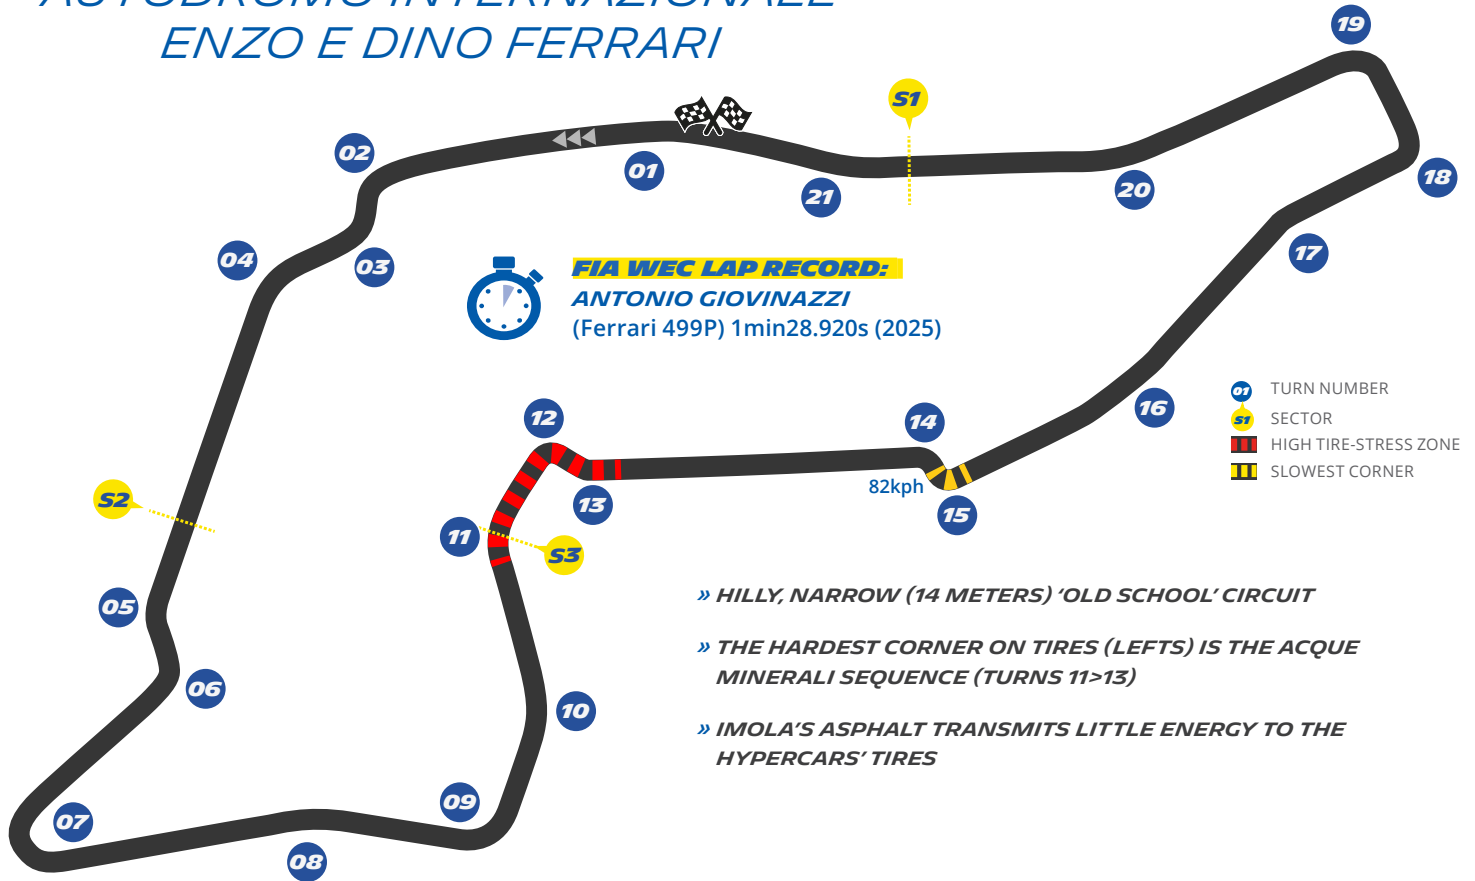 AUTODROMO INTERNAZIONALE
ENZO E DINO FERRARI
19
S1
02
01
21
20
18
17
04
03
FIA WEC LAP RECORD:
ANTONIO GIOVINAZZI
(Ferrari 499P) 1min28.920s (2025)
01 TURN NUMBER
S1 SECTOR
HIGH TIRE-STRESS ZONE
SLOWEST CORNER
16
12
14
82kph
13
15
S2
11
S3
05
06
10
09
07
08
» HILLY, NARROW (14 METERS) ‘OLD SCHOOL’ CIRCUIT
» THE HARDEST CORNER ON TIRES (LEFTS) IS THE ACQUE
MINERALI SEQUENCE (TURNS 11>13)
» IMOLA’S ASPHALT TRANSMITS LITTLE ENERGY TO THE
HYPERCARS’ TIRES